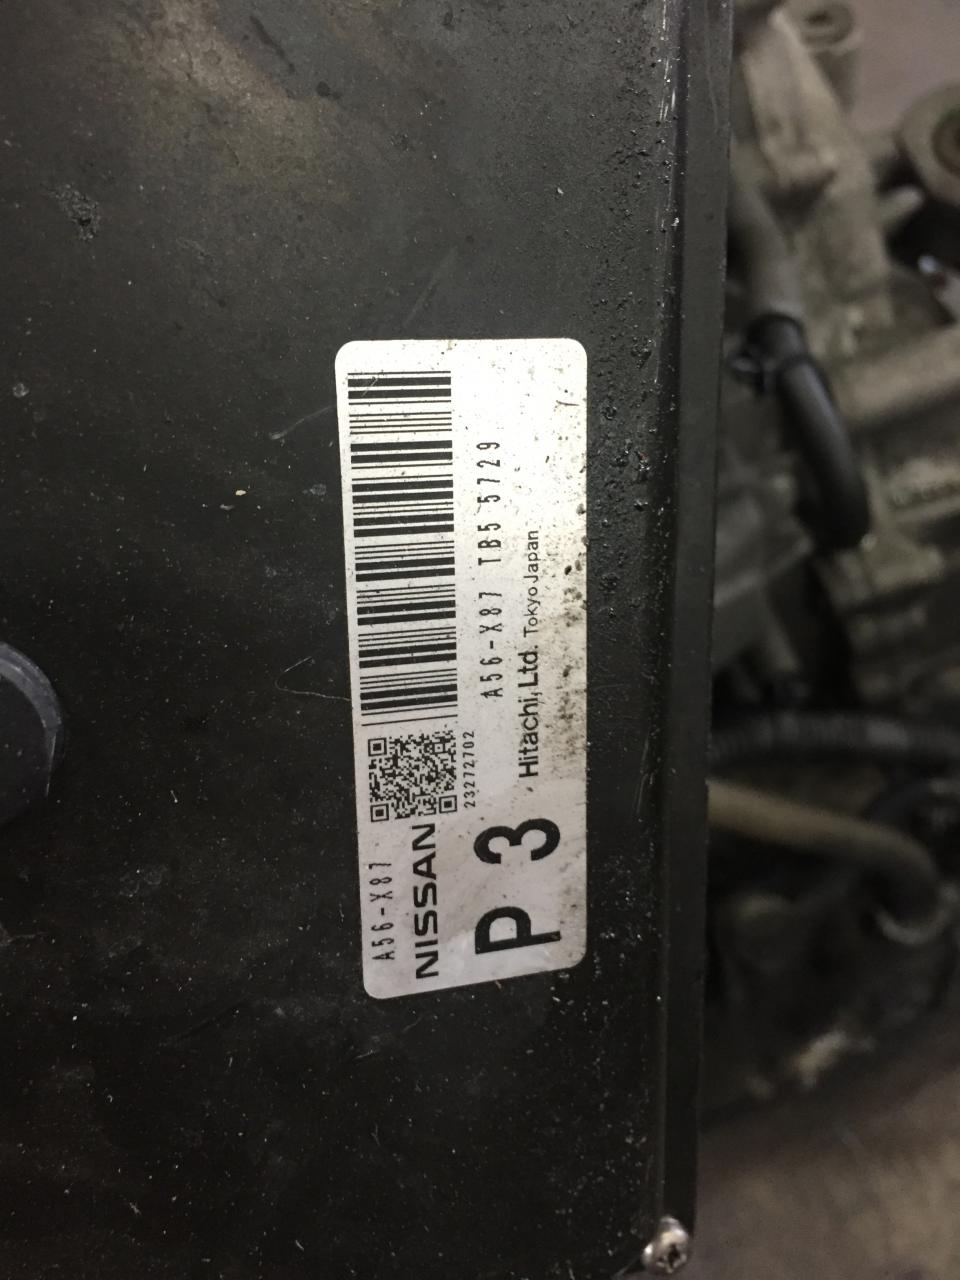 A56-X87
NISSAN
23272702
P 3
A56-X87 TB5 5729
Hitachi, Ltd. Tokyo Japan